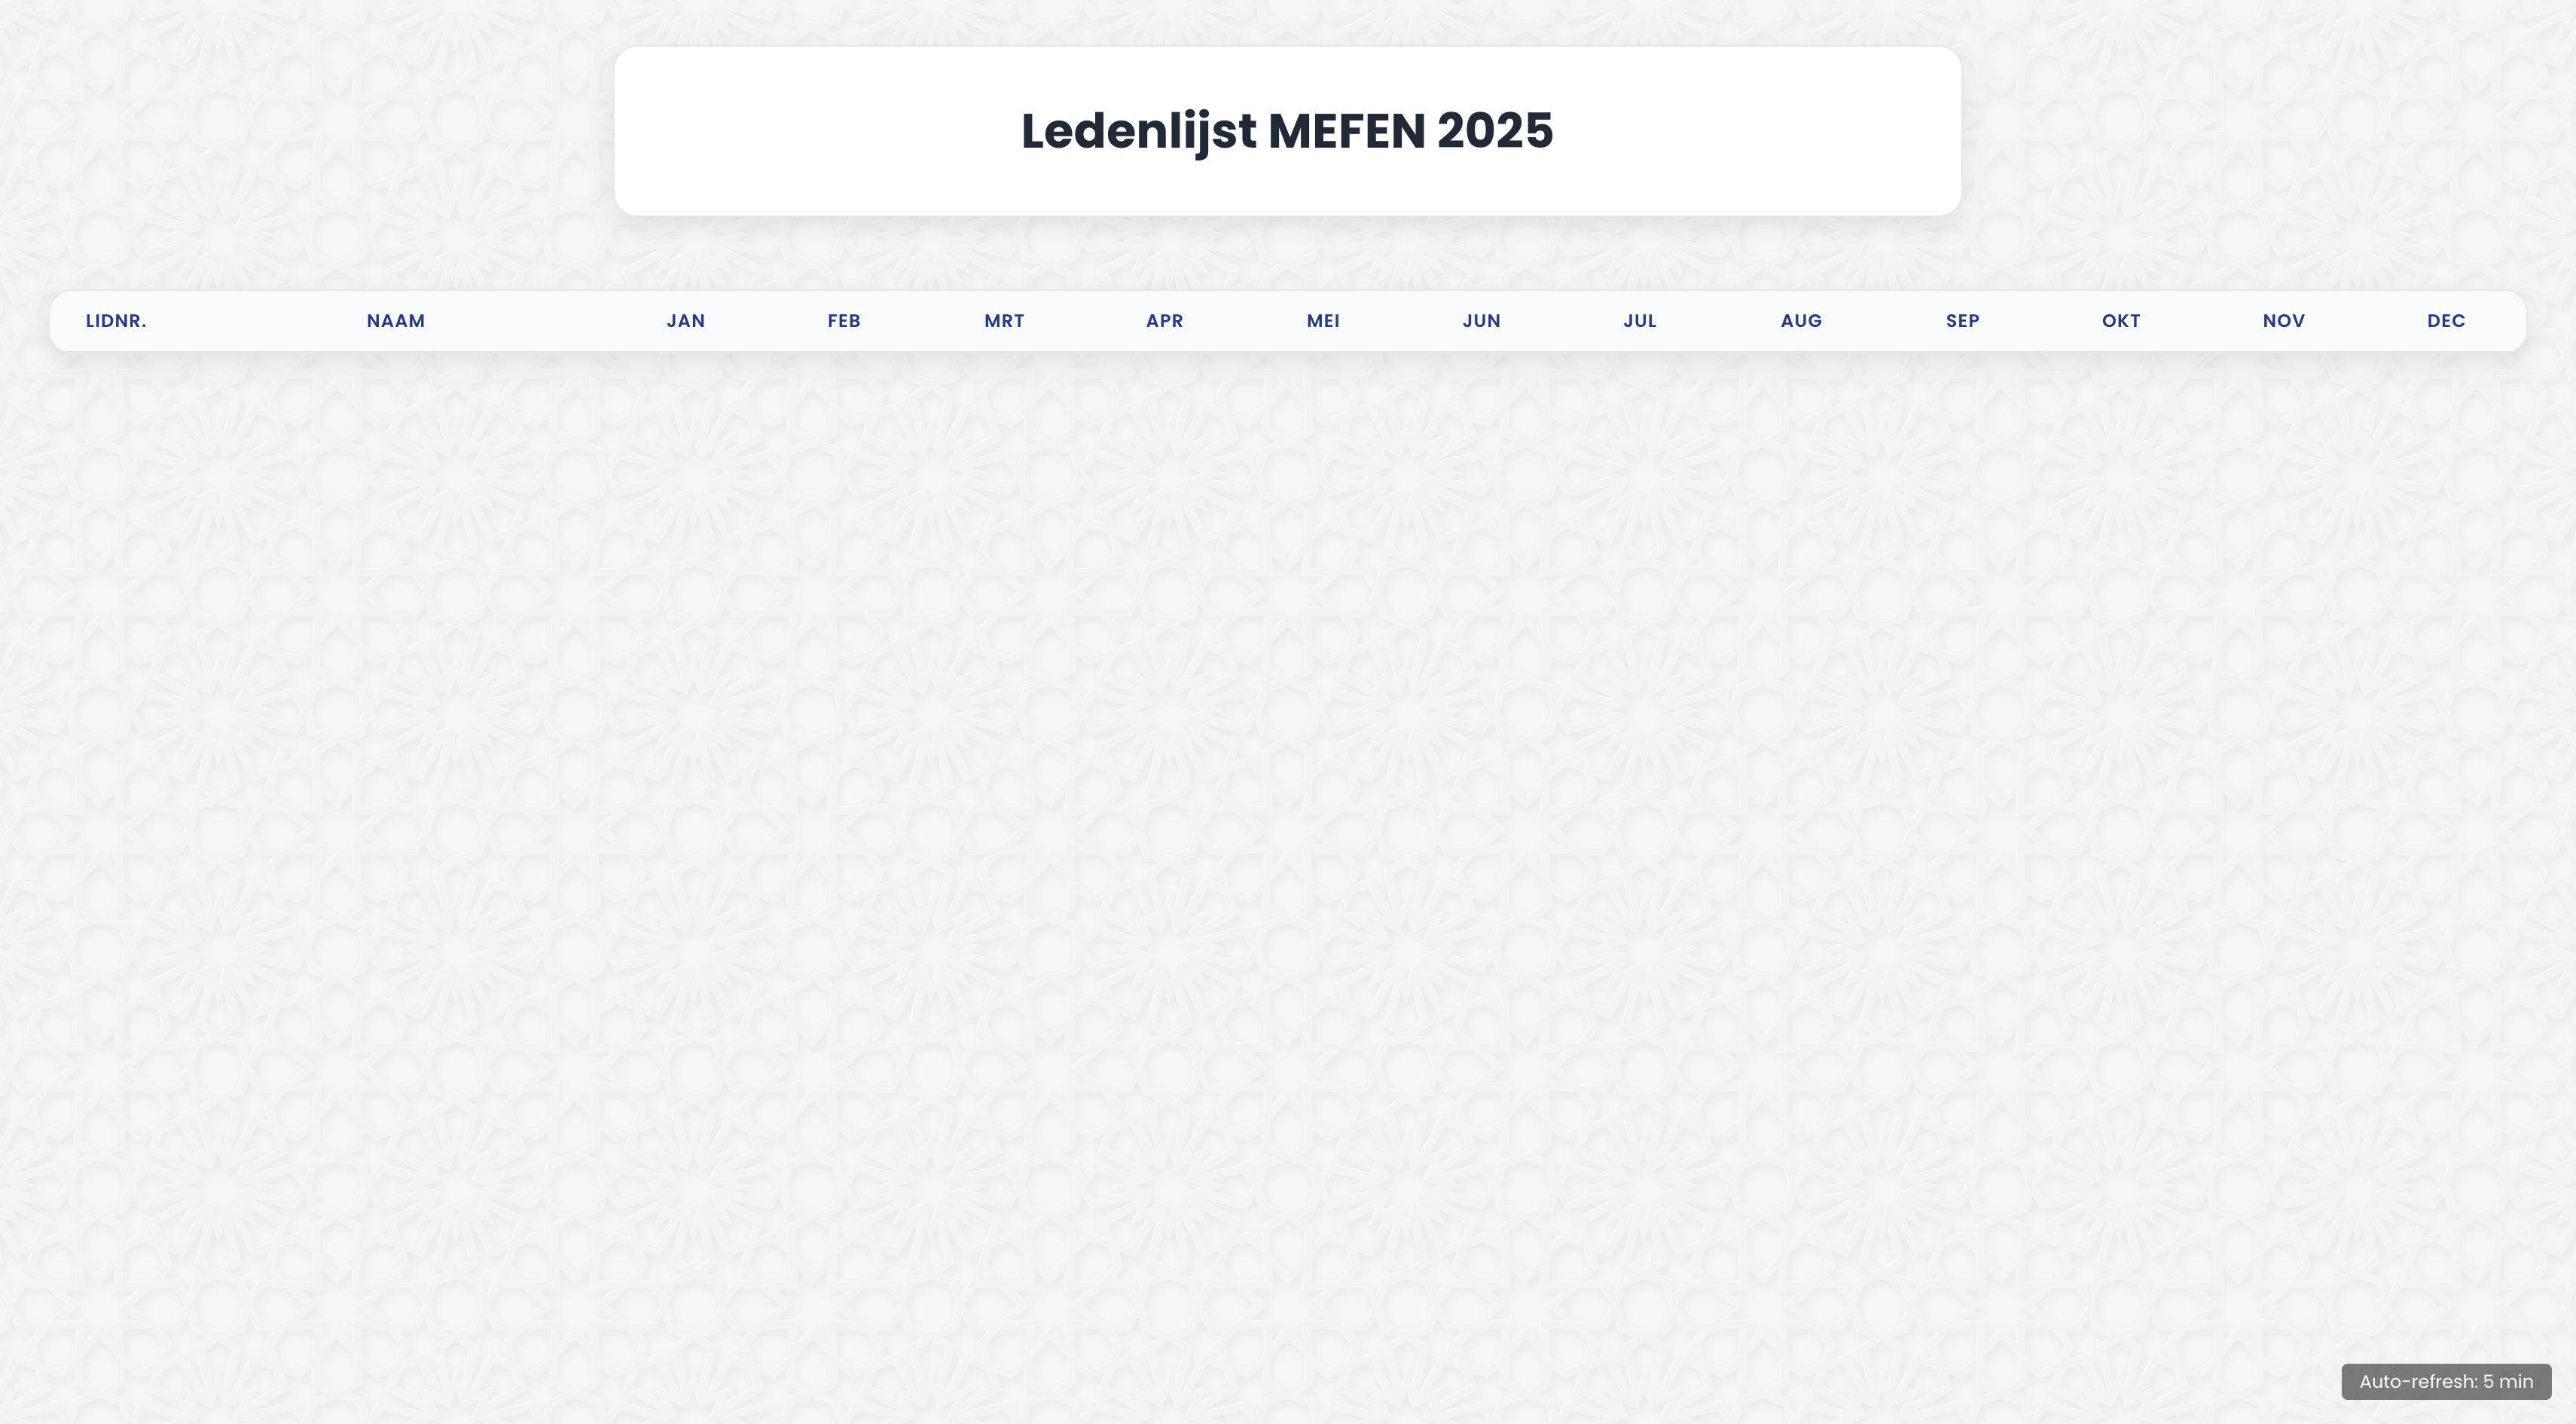 Ledenlijst MEFEN 2025
LIDNR. NAAM JAN FEB MRT APR MEI JUN JUL AUG SEP OKT NOV DEC
Auto-refresh: 5 min